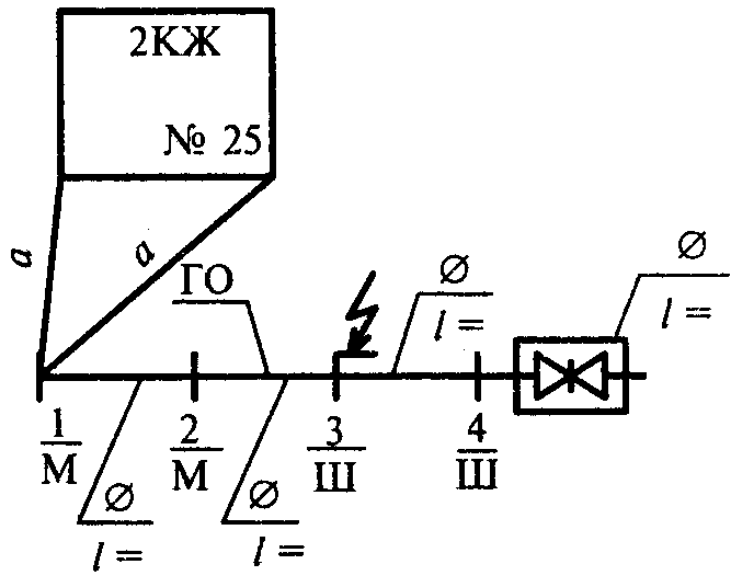 2КЖ
№ 25
a
a
ГО
Ø
l =
Ø
l =
1
М
2
М
3
Ш
4
Ш
Ø
l =
Ø
l =